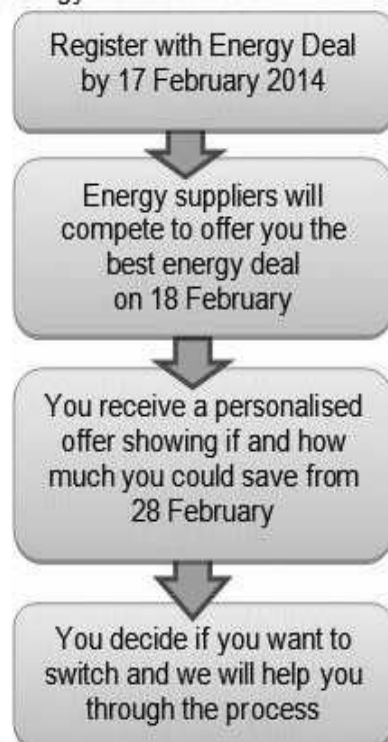 Register with Energy Deal
by 17 February 2014
Energy suppliers will
compete to offer you the
best energy deal
on 18 February
You receive a personalised
offer showing if and how
much you could save from
28 February
You decide if you want to
switch and we will help you
through the process